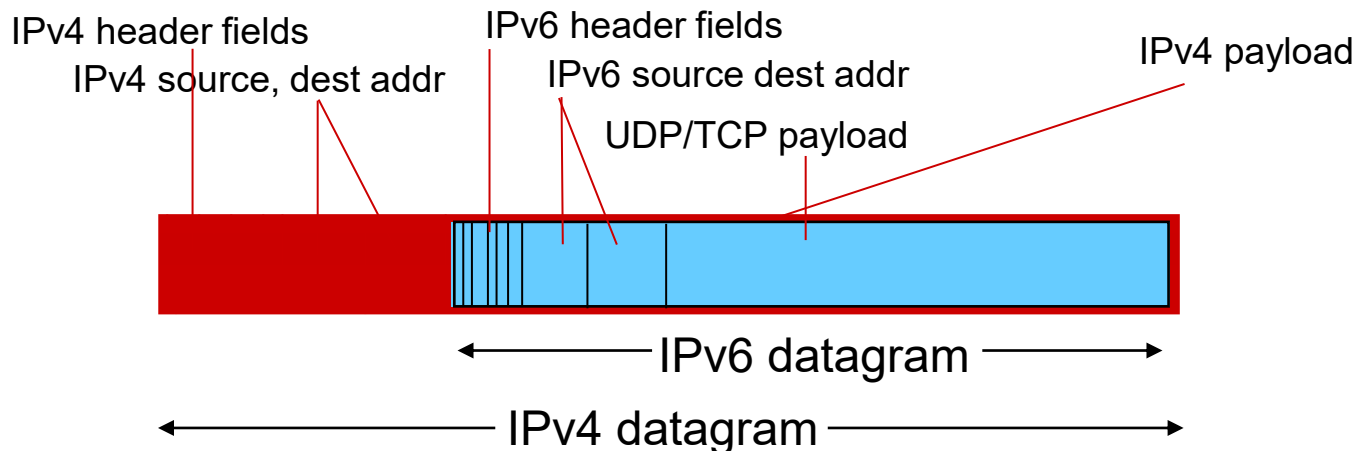 IPv4 header fields
IPv6 header fields
IPv4 payload
IPv4 source, dest addr
IPv6 source dest addr
UDP/TCP payload
IPv6 datagram
IPv4 datagram